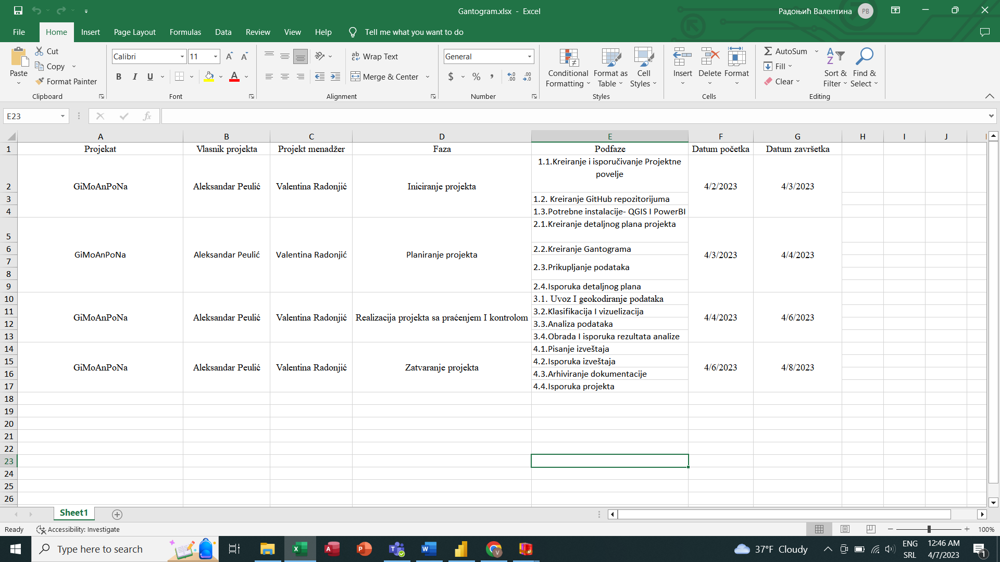 Gantogram.xlsx - Excel
Радоњић Валентина
РВ
File
Home
Insert
Page Layout
Formulas
Data
Review
View
Help
Tell me what you want to do
Paste
Cut
Copy
Format Painter
Clipboard
Calibri
11
A
A
B
I
U
A
Font
ab
Wrap Text
Merge & Center
Alignment
General
$
%
,
.00
Number
Conditional
Formatting
Format as
Table
Cell
Styles
Styles
Insert
Delete
Format
Cells
AutoSum
Fill
Clear
Sort &
Filter
Find &
Select
Editing
E23
fx
A B C D E F G H I J
1 Projekat Vlasnik projekta Projekt menadžer Faza Podfaze Datum početka Datum završetka
1.1.Kreiranje i isporučivanje Projektne
povelje
2 GiMoAnPoNa Aleksandar Peulić Valentina Radonjić Iniciranje projekta 4/2/2023 4/3/2023
3 1.2. Kreiranje GitHub repozitorijuma
4 1.3.Potrebne instalacije- QGIS I PowerBI
2.1.Kreiranje detaljnog plana projekta
5
6 2.2.Kreiranje Gantograma
GiMoAnPoNa Aleksandar Peulić Valentina Radonjić Planiranje projekta 4/3/2023 4/4/2023
7
2.3.Prikupljanje podataka
8
9 2.4.Isporuka detaljnog plana
10 3.1. Uvoz I geokodiranje podataka
11 3.2.Klasifikacija I vizuelizacija
GiMoAnPoNa Aleksandar Peulić Valentina Radonjić Realizacija projekta sa praćenjem I kontrolom 4/4/2023 4/6/2023
12 3.3.Analiza podataka
13 3.4.Obrada I isporuka rezultata analize
14 4.1.Pisanje izveštaja
15 4.2.Isporuka izveštaja
GiMoAnPoNa Aleksandar Peulić Valentina Radonjić Zatvaranje projekta 4/6/2023 4/8/2023
16 4.3.Arhiviranje dokumentacije
17 4.4.Isporuka projekta
18
19
20
21
22
23
24
25
26
Sheet1
Ready
Accessibility: Investigate
100%
Type here to search
37°F Cloudy
ENG
SRL
12:46 AM
4/7/2023
1